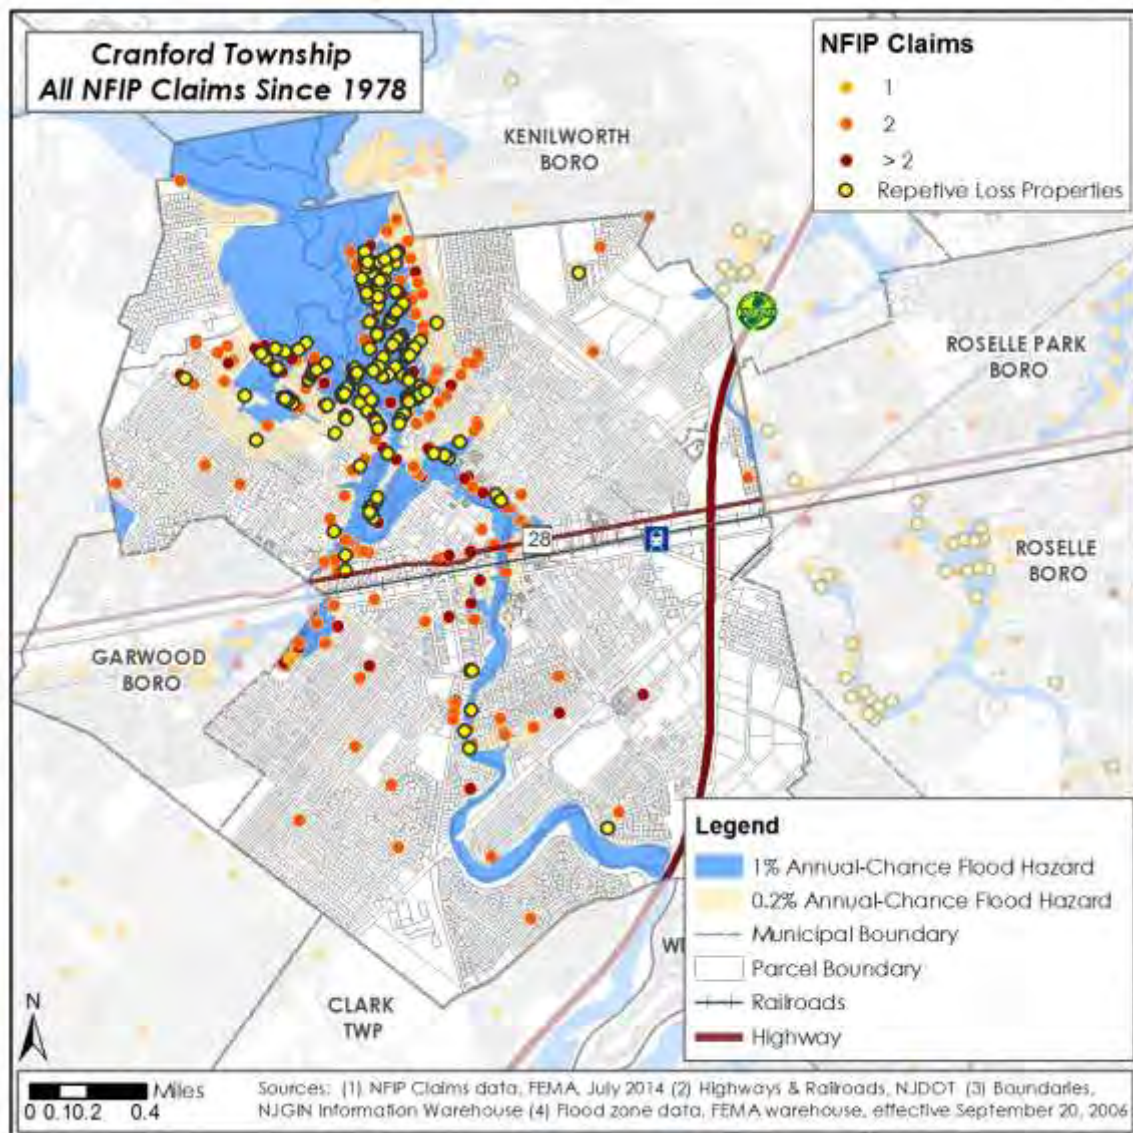 Cranford Township
All NFIP Claims Since 1978
NFIP Claims
1
2
> 2
Repetive Loss Properties
KENILWORTH
BORO
ROSELLE PARK
BORO
28
ROSELLE
BORO
GARWOOD
BORO
CLARK
TWP
Legend
1% Annual-Chance Flood Hazard
0.2% Annual-Chance Flood Hazard
Municipal Boundary
Parcel Boundary
Railroads
Highway
N
Miles
0 0.10.2 0.4
Sources: (1) NFIP Claims data, FEMA, July 2014 (2) Highways & Railroads, NJDOT (3) Boundaries,
NJGIN Information Warehouse (4) Flood zone data, FEMA warehouse, effective September 20, 2006